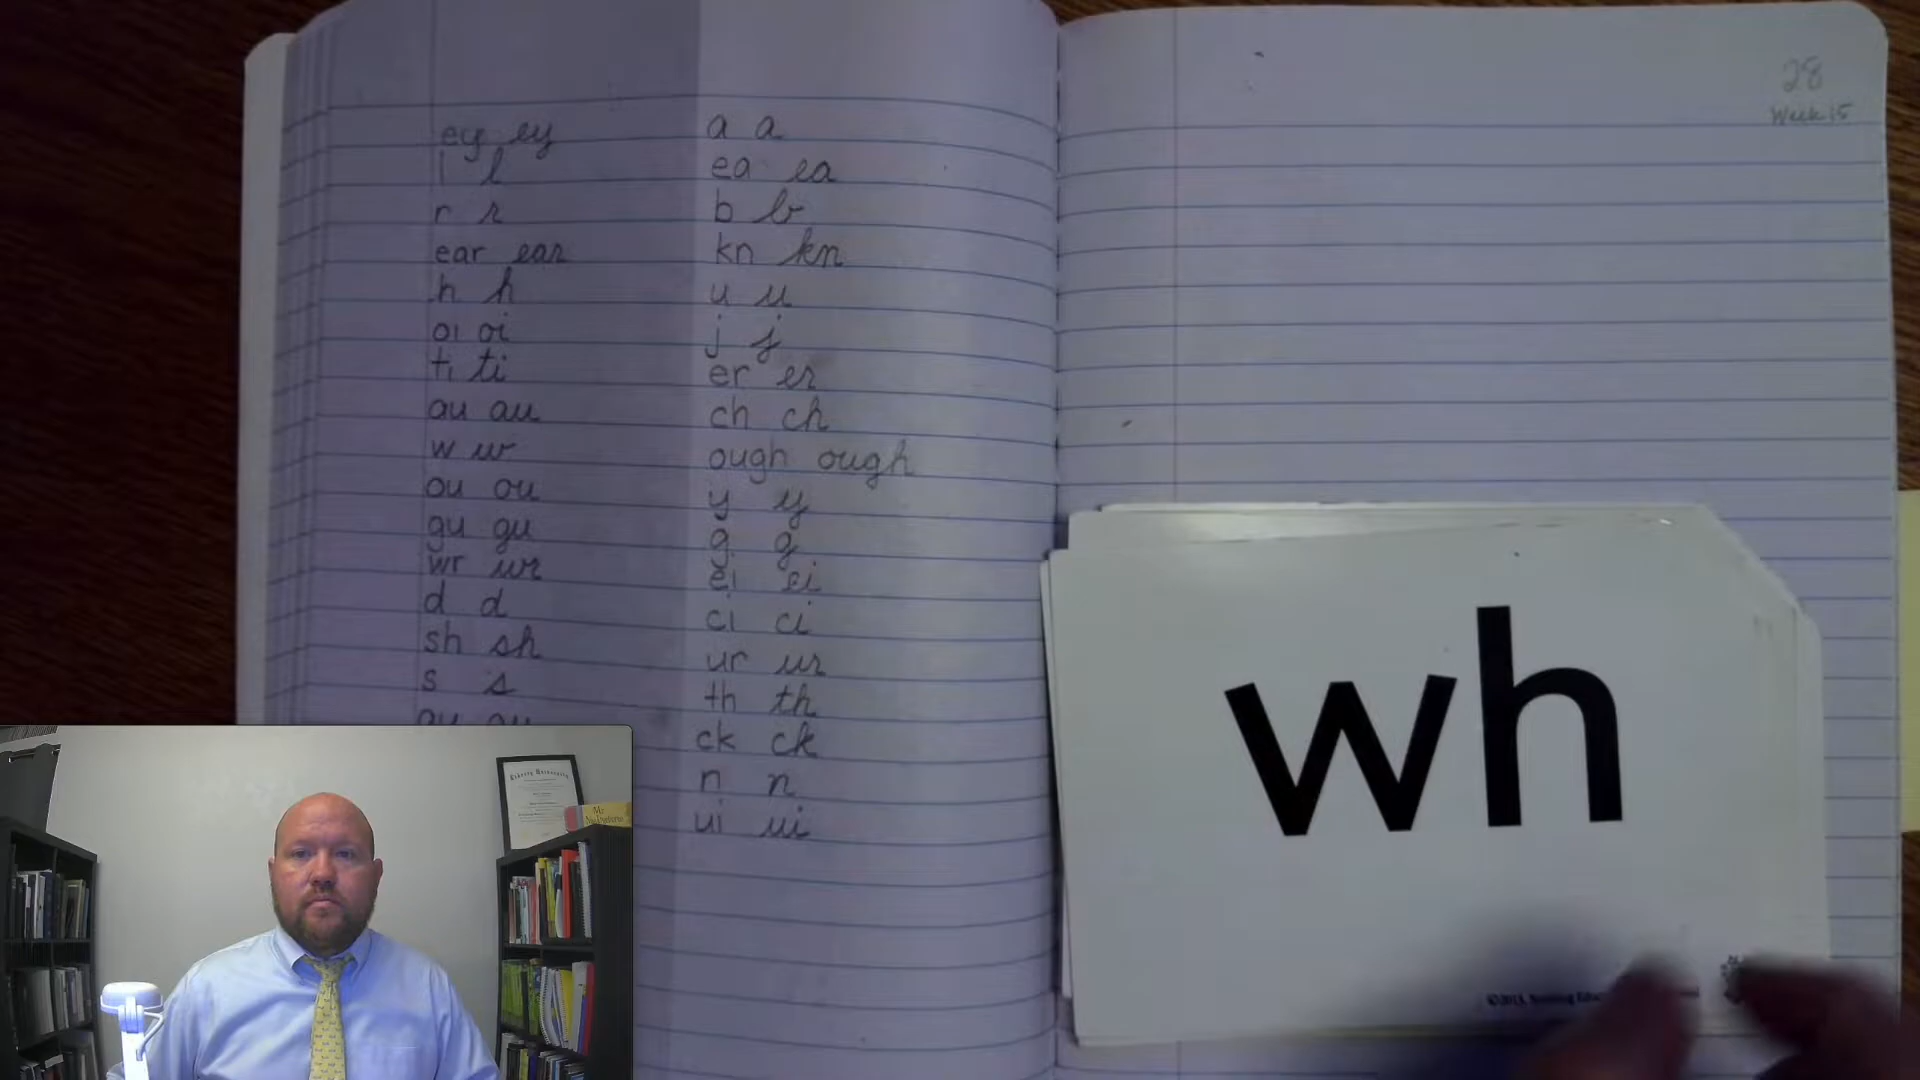 ey ey
l l
r r
ear ear
h h
oi oi
ti ti
au au
w w
ou ou
gu gu
wr wr
d d
sh sh
s s
a a
ea ea
b b
kn kn
u u
j j
er er
ch ch
ough ough
y y
g g
ei ei
ci ci
ur ur
th th
ck ck
n n
ui ui
28
Week 15
wh